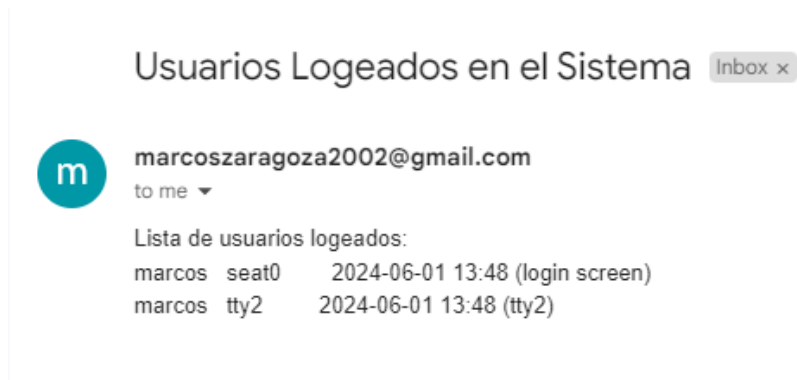 Usuarios Logeados en el Sistema Inbox ×
m
marcoszaragoza2002@gmail.com
to me
Lista de usuarios logeados:
marcos seat0 2024-06-01 13:48 (login screen)
marcos tty2 2024-06-01 13:48 (tty2)